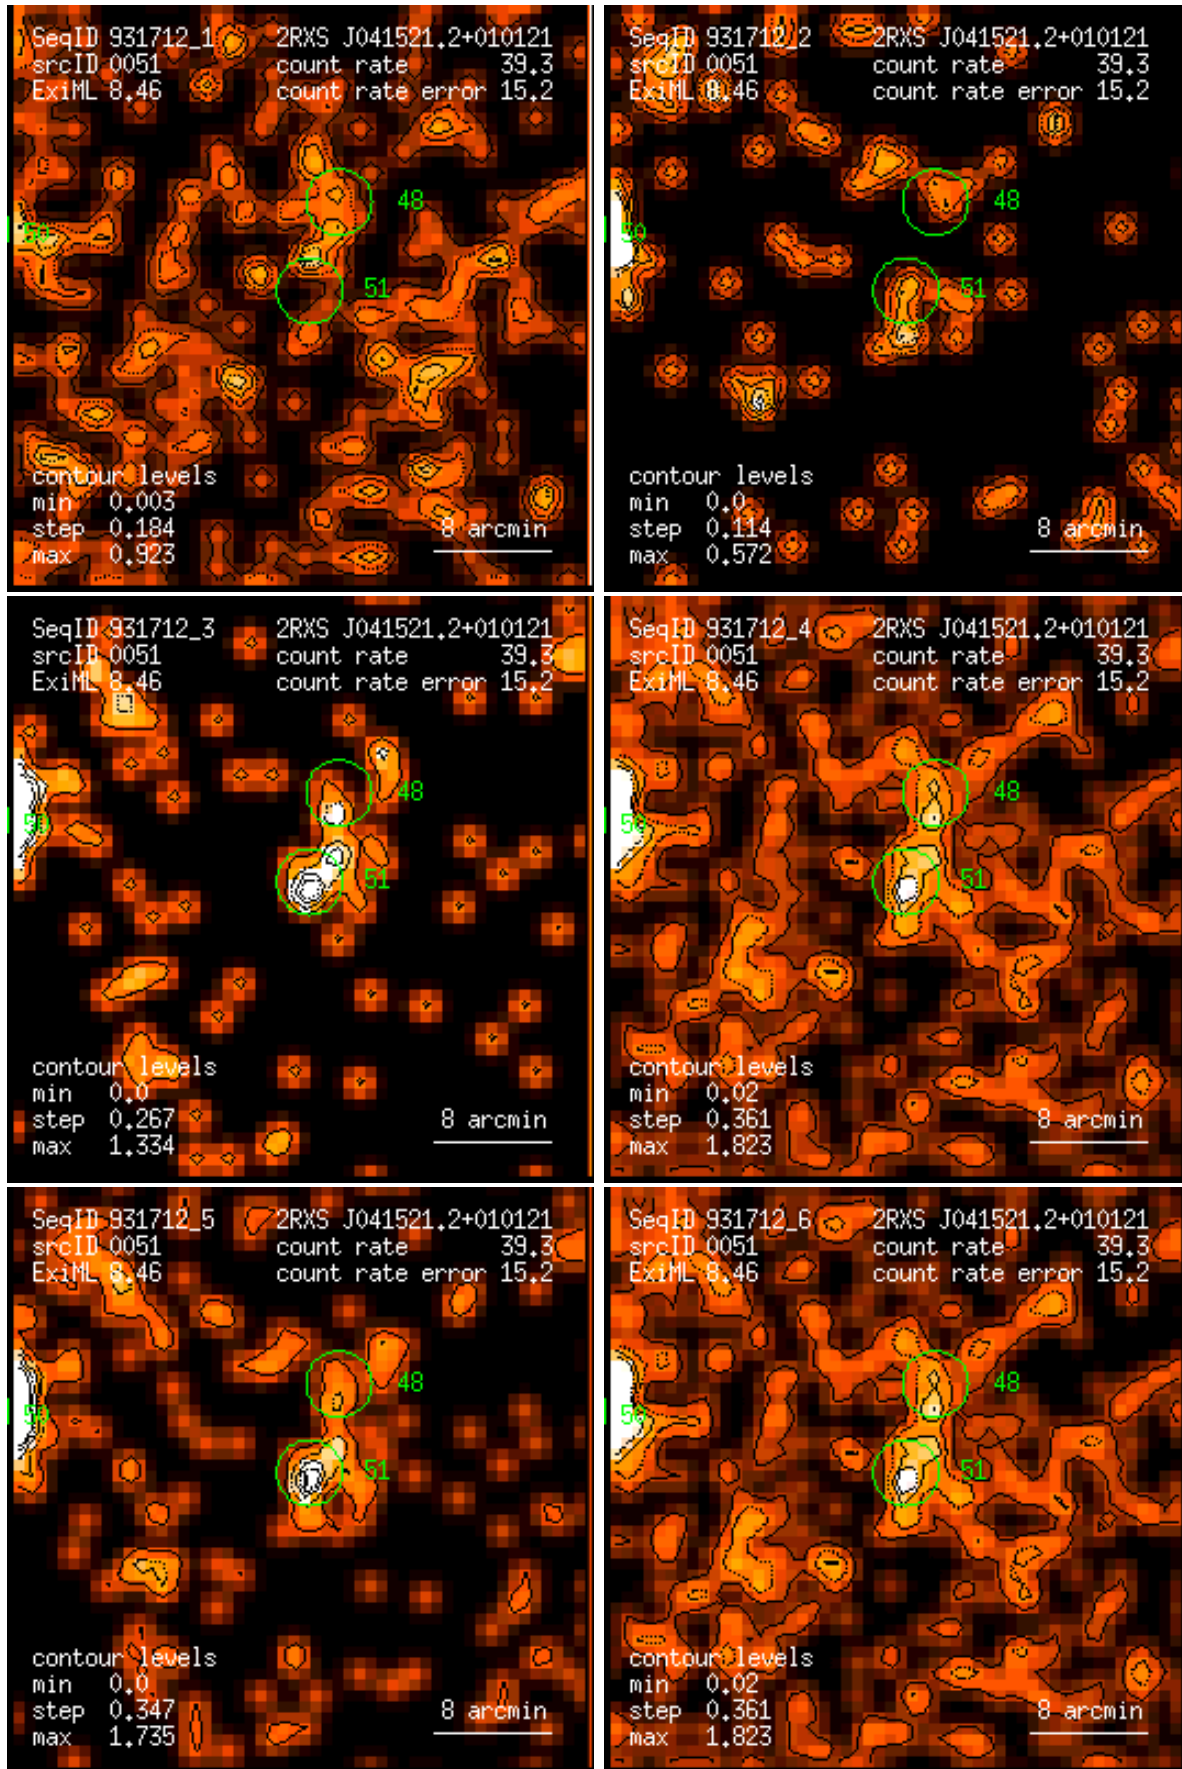 SeqID 931712_1 2RXS J041521.2+010121
srcID 0051 count rate 39.3
ExiML 8.46 count rate error 15.2
48
50
51
contour levels
min 0.003
step 0.184 8 arcmin
max 0.923
SeqID 931712_2 2RXS J041521.2+010121
srcID 0051 count rate 39.3
ExiML 8.46 count rate error 15.2
48
50
51
contour levels
min 0.0
step 0.114 8 arcmin
max 0.572
SeqID 931712_3 2RXS J041521.2+010121
srcID 0051 count rate 39.3
ExiML 8.46 count rate error 15.2
48
50
51
contour levels
min 0.0
step 0.267 8 arcmin
max 1.334
SeqID 931712_4 2RXS J041521.2+010121
srcID 0051 count rate 39.3
ExiML 8.46 count rate error 15.2
48
50
51
contour levels
min 0.02
step 0.361 8 arcmin
max 1.823
SeqID 931712_5 2RXS J041521.2+010121
srcID 0051 count rate 39.3
ExiML 8.46 count rate error 15.2
48
50
51
contour levels
min 0.0
step 0.347 8 arcmin
max 1.735
SeqID 931712_6 2RXS J041521.2+010121
srcID 0051 count rate 39.3
ExiML 8.46 count rate error 15.2
48
50
51
contour levels
min 0.02
step 0.361 8 arcmin
max 1.823